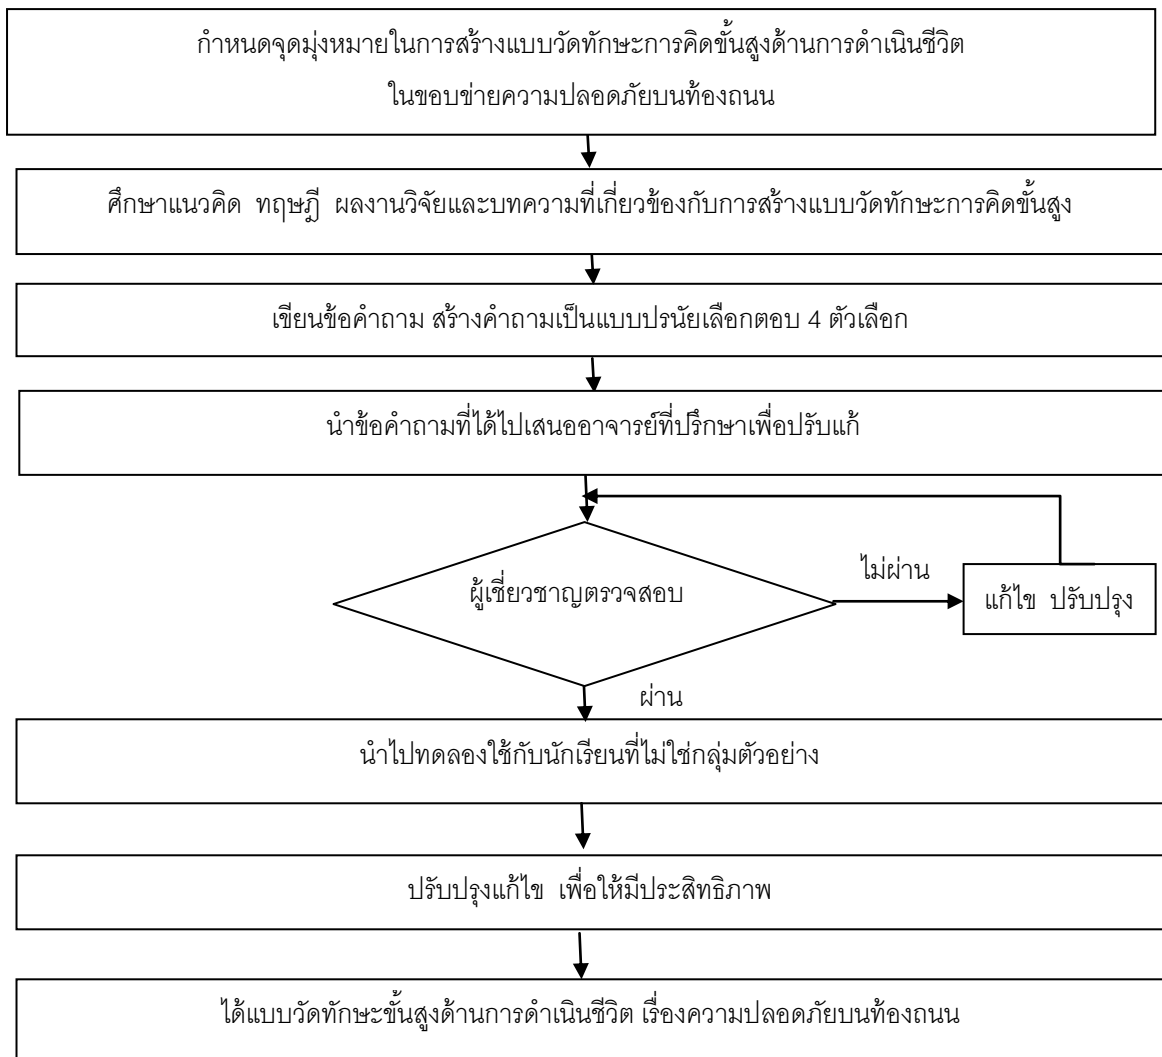 กำหนดจุดมุ่งหมายในการสร้างแบบวัดทักษะการคิดขั้นสูงด้านการดำเนินชีวิต
ในขอบข่ายความปลอดภัยบนท้องถนน
ศึกษาแนวคิด ทฤษฎี ผลงานวิจัยและบทความที่เกี่ยวข้องกับการสร้างแบบวัดทักษะการคิดขั้นสูง
เขียนข้อคำถาม สร้างคำถามเป็นแบบปรนัยเลือกตอบ 4 ตัวเลือก
นำข้อคำถามที่ได้ไปเสนออาจารย์ที่ปรึกษาเพื่อปรับแก้
ผู้เชี่ยวชาญตรวจสอบ
ไม่ผ่าน
แก้ไข ปรับปรุง
ผ่าน
นำไปทดลองใช้กับนักเรียนที่ไม่ใช่กลุ่มตัวอย่าง
ปรับปรุงแก้ไข เพื่อให้มีประสิทธิภาพ
ได้แบบวัดทักษะขั้นสูงด้านการดำเนินชีวิต เรื่องความปลอดภัยบนท้องถนน